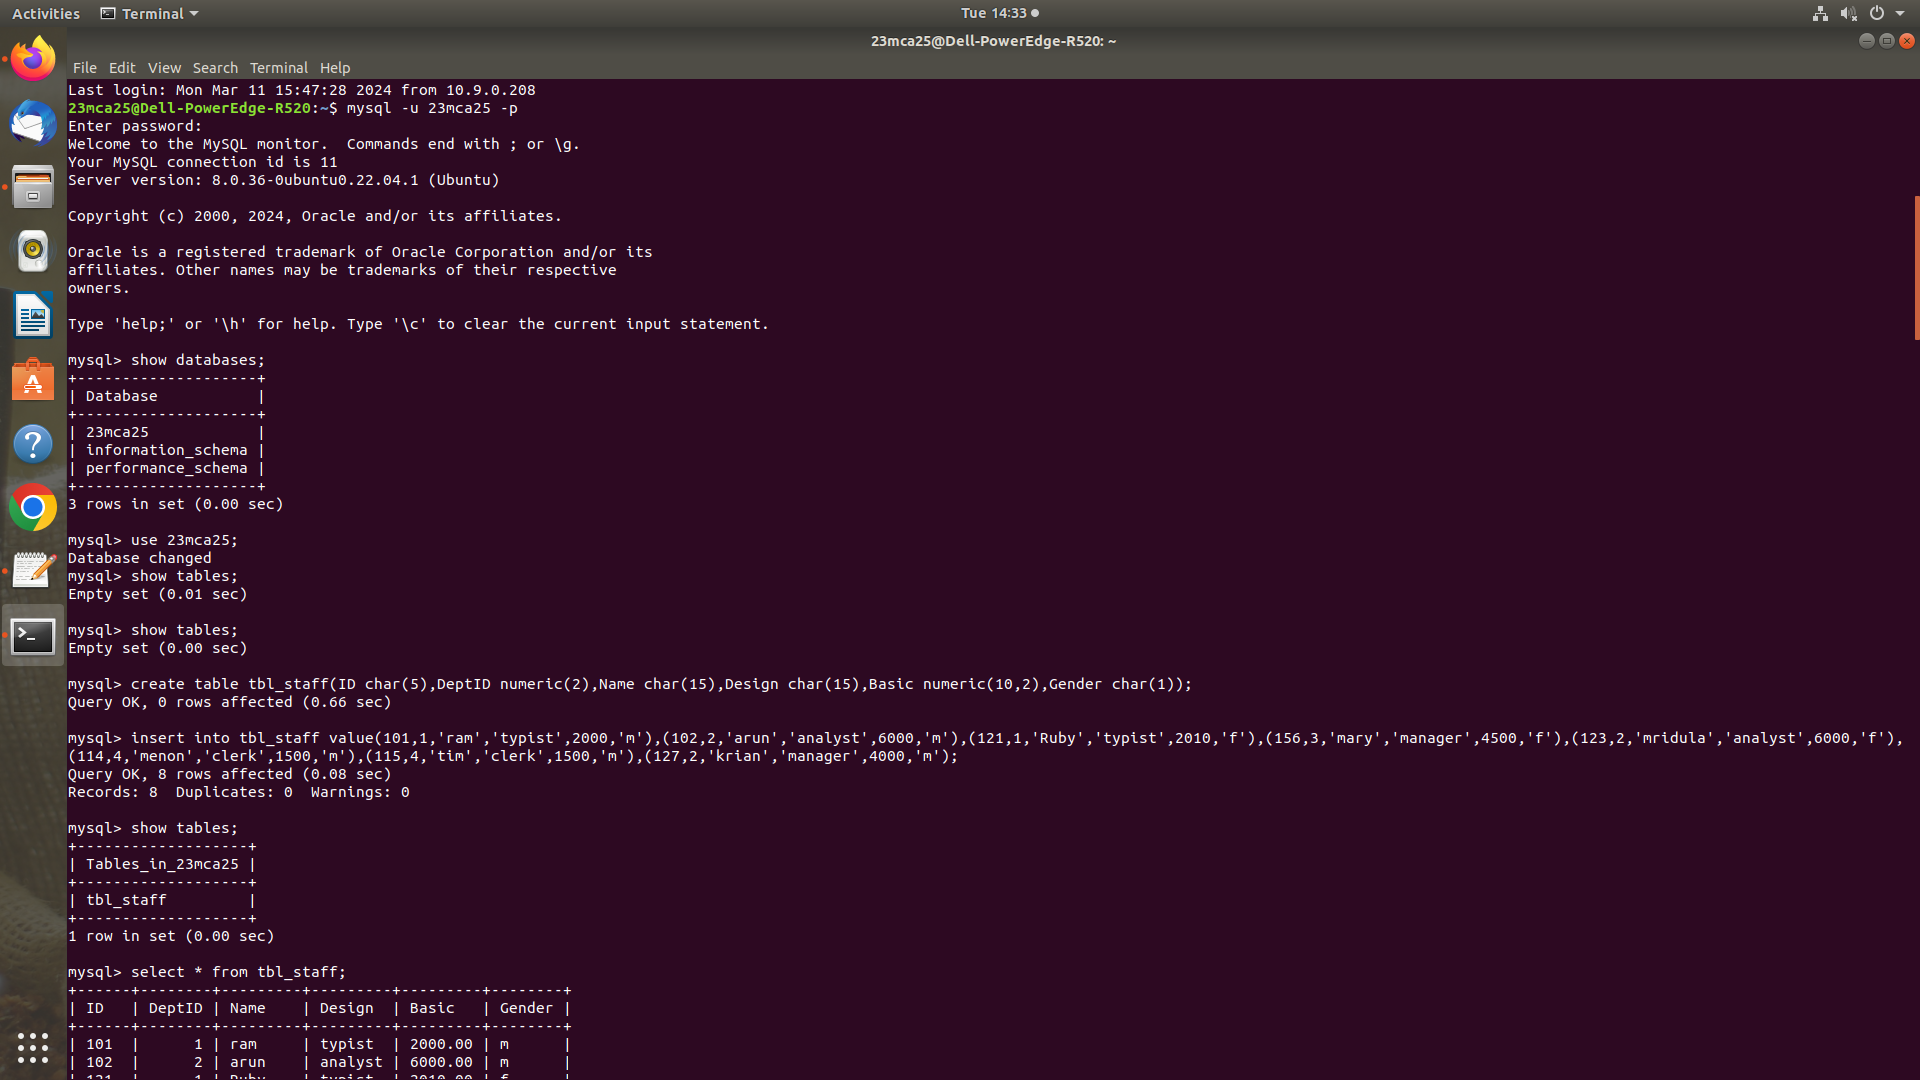 Activities Terminal Tue 14:33
23mca25@Dell-PowerEdge-R520: ~
File Edit View Search Terminal Help
Last login: Mon Mar 11 15:47:28 2024 from 10.9.0.208
23mca25@Dell-PowerEdge-R520:~$ mysql -u 23mca25 -p
Enter password:
Welcome to the MySQL monitor.  Commands end with ; or \g.
Your MySQL connection id is 11
Server version: 8.0.36-0ubuntu0.22.04.1 (Ubuntu)

Copyright (c) 2000, 2024, Oracle and/or its affiliates.

Oracle is a registered trademark of Oracle Corporation and/or its
affiliates. Other names may be trademarks of their respective
owners.

Type 'help;' or '\h' for help. Type '\c' to clear the current input statement.

mysql> show databases;
+--------------------+
| Database           |
+--------------------+
| 23mca25            |
| information_schema |
| performance_schema |
+--------------------+
3 rows in set (0.00 sec)

mysql> use 23mca25;
Database changed
mysql> show tables;
Empty set (0.01 sec)

mysql> show tables;
Empty set (0.00 sec)

mysql> create table tbl_staff(ID char(5),DeptID numeric(2),Name char(15),Design char(15),Basic numeric(10,2),Gender char(1));
Query OK, 0 rows affected (0.66 sec)

mysql> insert into tbl_staff value(101,1,'ram','typist',2000,'m'),(102,2,'arun','analyst',6000,'m'),(121,1,'Ruby','typist',2010,'f'),(156,3,'mary','manager',4500,'f'),(123,2,'mridula','analyst',6000,'f'),
(114,4,'menon','clerk',1500,'m'),(115,4,'tim','clerk',1500,'m'),(127,2,'krian','manager',4000,'m');
Query OK, 8 rows affected (0.08 sec)
Records: 8  Duplicates: 0  Warnings: 0

mysql> show tables;
+-------------------+
| Tables_in_23mca25 |
+-------------------+
| tbl_staff         |
+-------------------+
1 row in set (0.00 sec)

mysql> select * from tbl_staff;
+------+--------+---------+---------+---------+--------+
| ID   | DeptID | Name    | Design  | Basic   | Gender |
+------+--------+---------+---------+---------+--------+
| 101  |      1 | ram     | typist  | 2000.00 | m      |
| 102  |      2 | arun    | analyst | 6000.00 | m      |
| 121  |      1 | Ruby    | typist  | 2010.00 | f      |